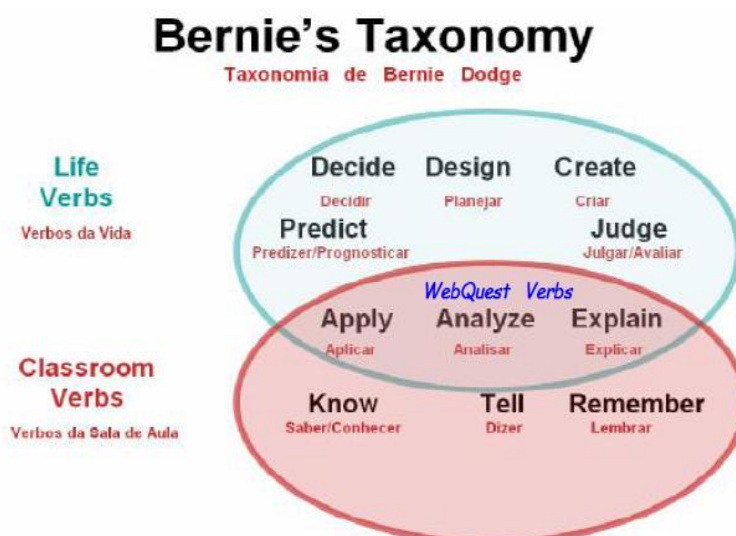 Bernie's Taxonomy
Taxonomia de Bernie Dodge
Life
Verbs
Verbos da Vida
Decide Design Create
Decidir Planejar Criar
Predict Judge
Predizer/Prognosticar Julgar/Avaliar
WebQuest Verbs
Apply Analyze Explain
Aplicar Analisar Explicar
Classroom
Verbs
Verbos da Sala de Aula
Know Tell Remember
Saber/Conhecer Dizer Lembrar